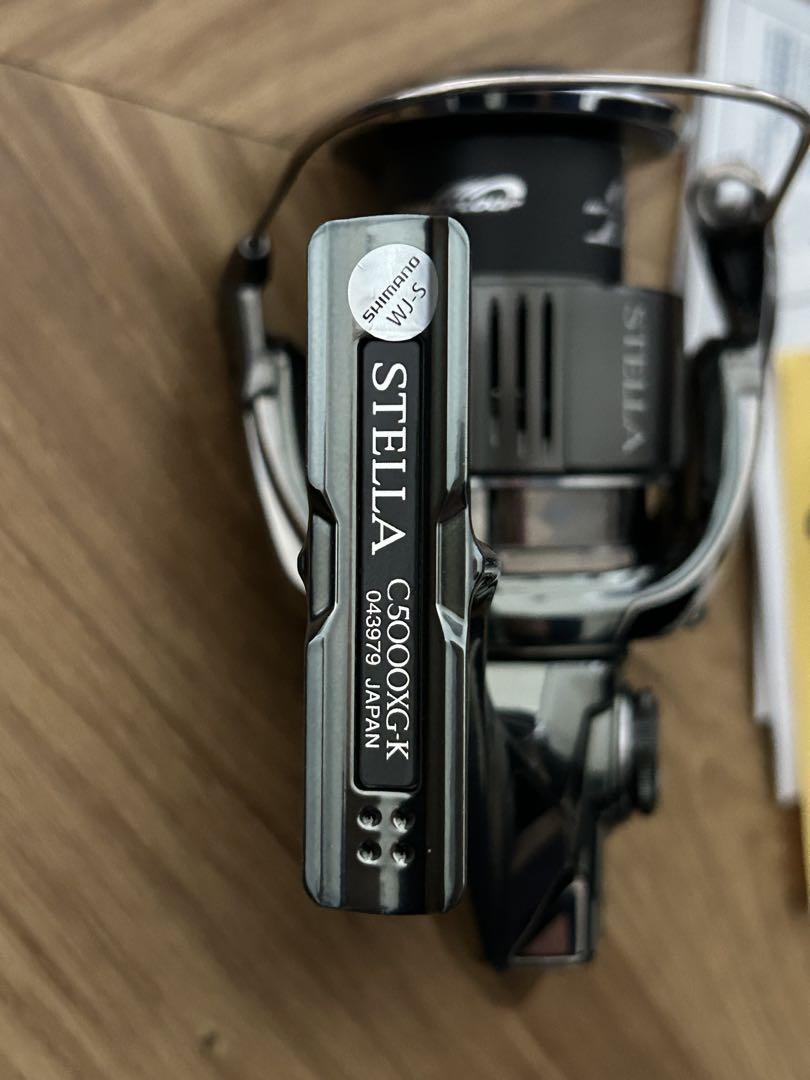 SHIMANO
WJ-S
STELLA
C5000XG-K
043979 JAPAN
STELLA